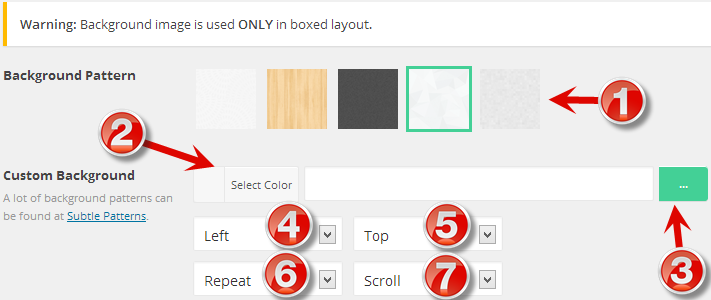 Warning: Background image is used ONLY in boxed layout.
Background Pattern
1
2
Custom Background
Select Color
...
A lot of background patterns can
be found at Subtle Patterns.
3
Left
4
Top
5
Repeat
6
Scroll
7